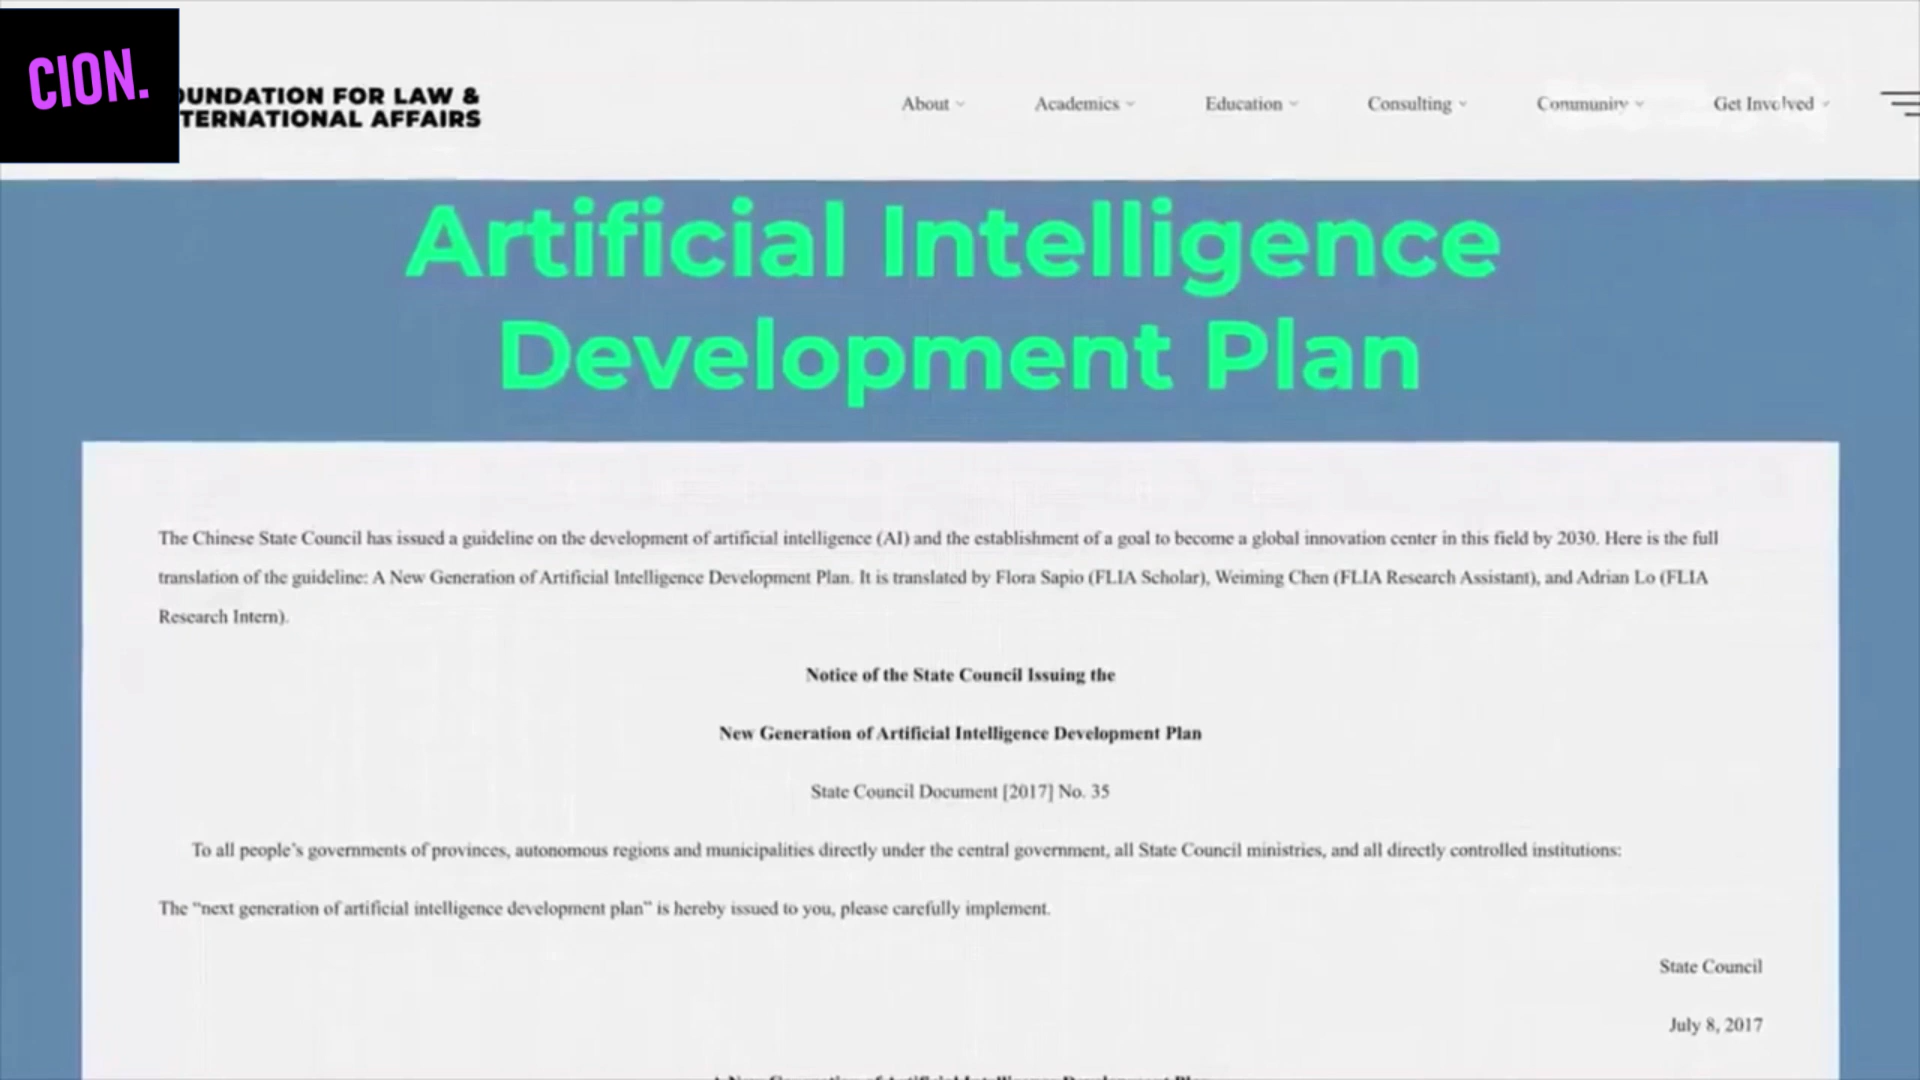 CION.
OUNDATION FOR LAW &
TERNATIONAL AFFAIRS
About
Academics
Education
Consulting
Community
Get Involved
Artificial Intelligence
Development Plan
The Chinese State Council has issued a guideline on the development of artificial intelligence (AI) and the establishment of a goal to become a global innovation center in this field by 2030. Here is the full
translation of the guideline: A New Generation of Artificial Intelligence Development Plan. It is translated by Flora Sapio (FLIA Scholar), Weiming Chen (FLIA Research Assistant), and Adrian Lo (FLIA
Research Intern).
Notice of the State Council Issuing the
New Generation of Artificial Intelligence Development Plan
State Council Document [2017] No. 35
To all people’s governments of provinces, autonomous regions and municipalities directly under the central government, all State Council ministries, and all directly controlled institutions:
The “next generation of artificial intelligence development plan” is hereby issued to you, please carefully implement.
State Council
July 8, 2017